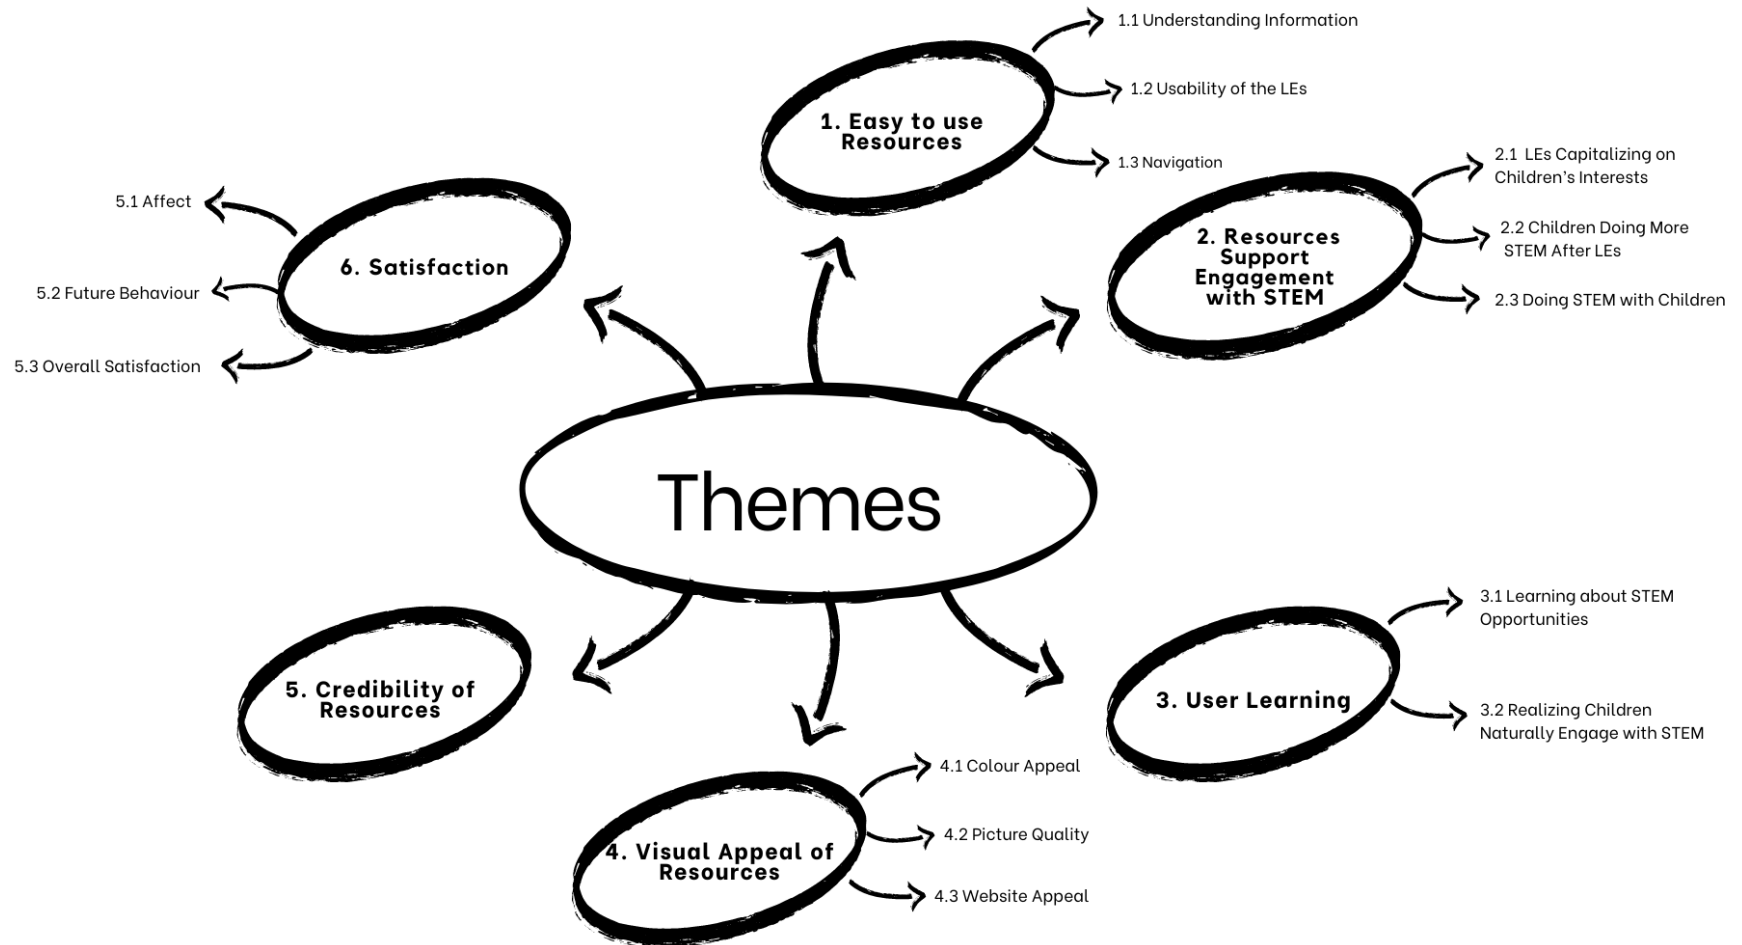 Themes
1. Easy to use
Resources
1.1 Understanding Information
1.2 Usability of the LEs
1.3 Navigation
2. Resources
Support
Engagement
with STEM
2.1 LEs Capitalizing on
Children's Interests
2.2 Children Doing More
STEM After LEs
2.3 Doing STEM with Children
3. User Learning
3.1 Learning about STEM
Opportunities
3.2 Realizing Children
Naturally Engage with STEM
4. Visual Appeal of
Resources
4.1 Colour Appeal
4.2 Picture Quality
4.3 Website Appeal
5. Credibility of
Resources
6. Satisfaction
5.1 Affect
5.2 Future Behaviour
5.3 Overall Satisfaction